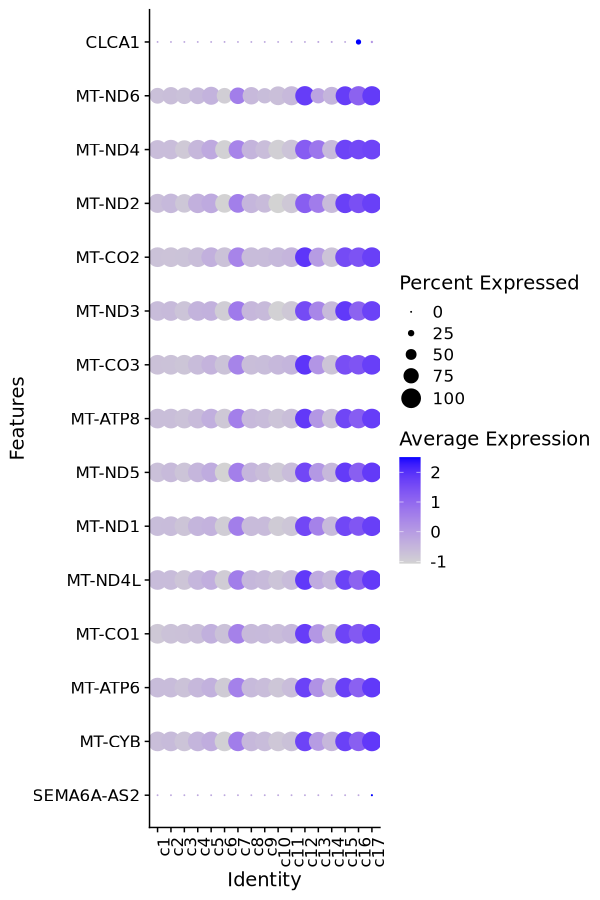 CLCA1
MT-ND6
MT-ND4
MT-ND2
MT-CO2
MT-ND3
MT-CO3
MT-ATP8
MT-ND5
MT-ND1
MT-ND4L
MT-CO1
MT-ATP6
MT-CYB
SEMA6A-AS2
Features
c1 c2 c3 c4 c5 c6 c7 c8 c9 c10 c11 c12 c13 c14 c15 c16 c17
Identity
Percent Expressed
0
25
50
75
100
Average Expression
2
1
0
-1